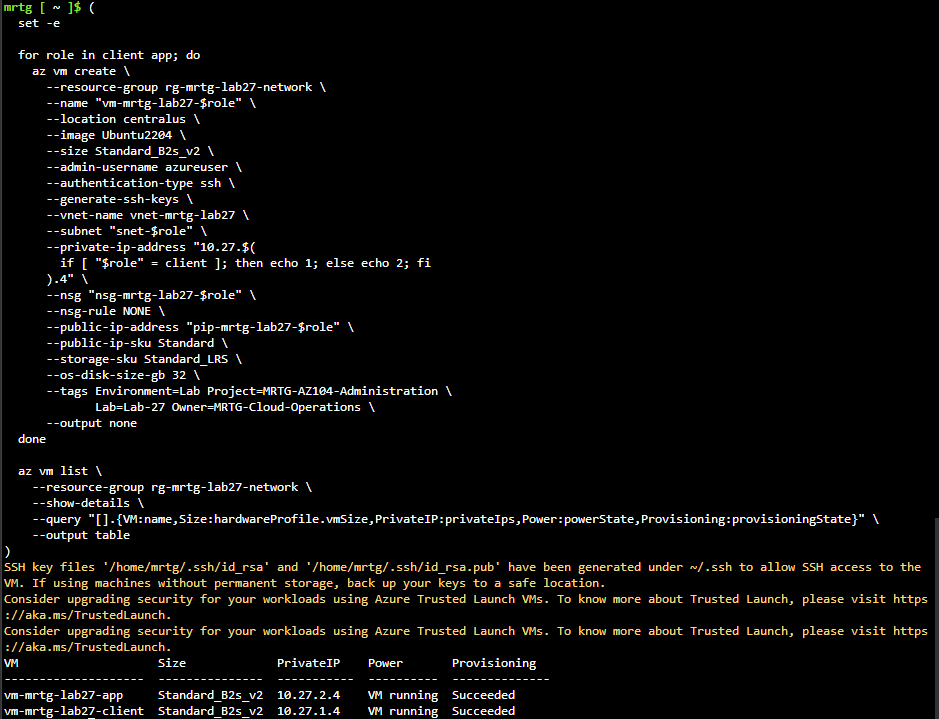 mrtg [ ~ ]$ (
  set -e

  for role in client app; do
    az vm create \
      --resource-group rg-mrtg-lab27-network \
      --name "vm-mrtg-lab27-$role" \
      --location centralus \
      --image Ubuntu2204 \
      --size Standard_B2s_v2 \
      --admin-username azureuser \
      --authentication-type ssh \
      --generate-ssh-keys \
      --vnet-name vnet-mrtg-lab27 \
      --subnet "snet-$role" \
      --private-ip-address "10.27.$(
        if [ "$role" = client ]; then echo 1; else echo 2; fi
      ).4" \
      --nsg "nsg-mrtg-lab27-$role" \
      --nsg-rule NONE \
      --public-ip-address "pip-mrtg-lab27-$role" \
      --public-ip-sku Standard \
      --storage-sku Standard_LRS \
      --os-disk-size-gb 32 \
      --tags Environment=Lab Project=MRTG-AZ104-Administration \
             Lab=Lab-27 Owner=MRTG-Cloud-Operations \
      --output none
  done

  az vm list \
    --resource-group rg-mrtg-lab27-network \
    --show-details \
    --query "[].{VM:name,Size:hardwareProfile.vmSize,PrivateIP:privateIps,Power:powerState,Provisioning:provisioningState}" \
    --output table
)
SSH key files '/home/mrtg/.ssh/id_rsa' and '/home/mrtg/.ssh/id_rsa.pub' have been generated under ~/.ssh to allow SSH access to the
VM. If using machines without permanent storage, back up your keys to a safe location.
Consider upgrading security for your workloads using Azure Trusted Launch VMs. To know more about Trusted Launch, please visit https
://aka.ms/TrustedLaunch.
Consider upgrading security for your workloads using Azure Trusted Launch VMs. To know more about Trusted Launch, please visit https
://aka.ms/TrustedLaunch.
VM                    Size             PrivateIP    Power       Provisioning
--------------------  ---------------  -----------  ----------  --------------
vm-mrtg-lab27-app     Standard_B2s_v2  10.27.2.4    VM running  Succeeded
vm-mrtg-lab27-client  Standard_B2s_v2  10.27.1.4    VM running  Succeeded